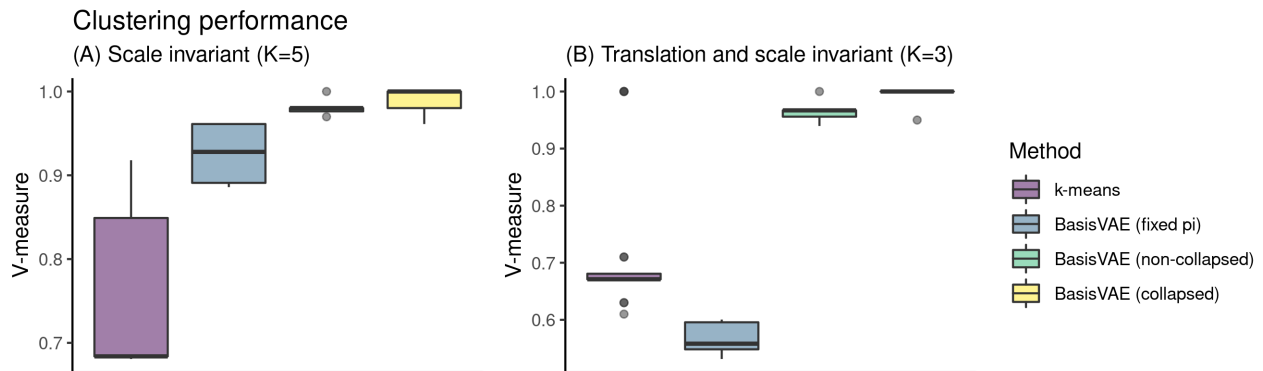 Clustering performance
(A) Scale invariant (K=5)
V-measure
1.0
0.9
0.8
0.7
(B) Translation and scale invariant (K=3)
V-measure
1.0
0.9
0.8
0.7
0.6
Method
k-means
BasisVAE (fixed pi)
BasisVAE (non-collapsed)
BasisVAE (collapsed)